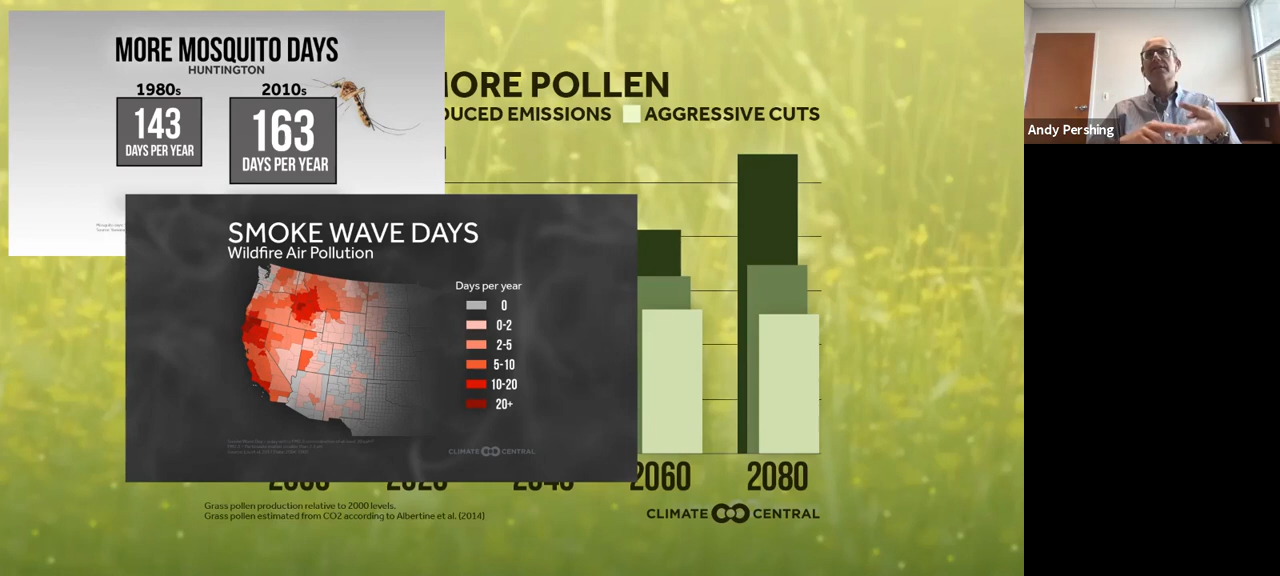 MORE MOSQUITO DAYS
HUNTINGTON
1980s
2010s
143
DAYS PER YEAR
163
DAYS PER YEAR
ORE POLLEN
DUCED EMISSIONS
AGGRESSIVE CUTS
SMOKE WAVE DAYS
Wildfire Air Pollution
Days per year
0
0-2
2-5
5-10
10-20
20+
CLIMATE CENTRAL
2060
2080
Grass pollen production relative to 2000 levels.
Grass pollen estimated from CO2 according to Albertine et al. (2014)
CLIMATE CENTRAL
Andy Pershing